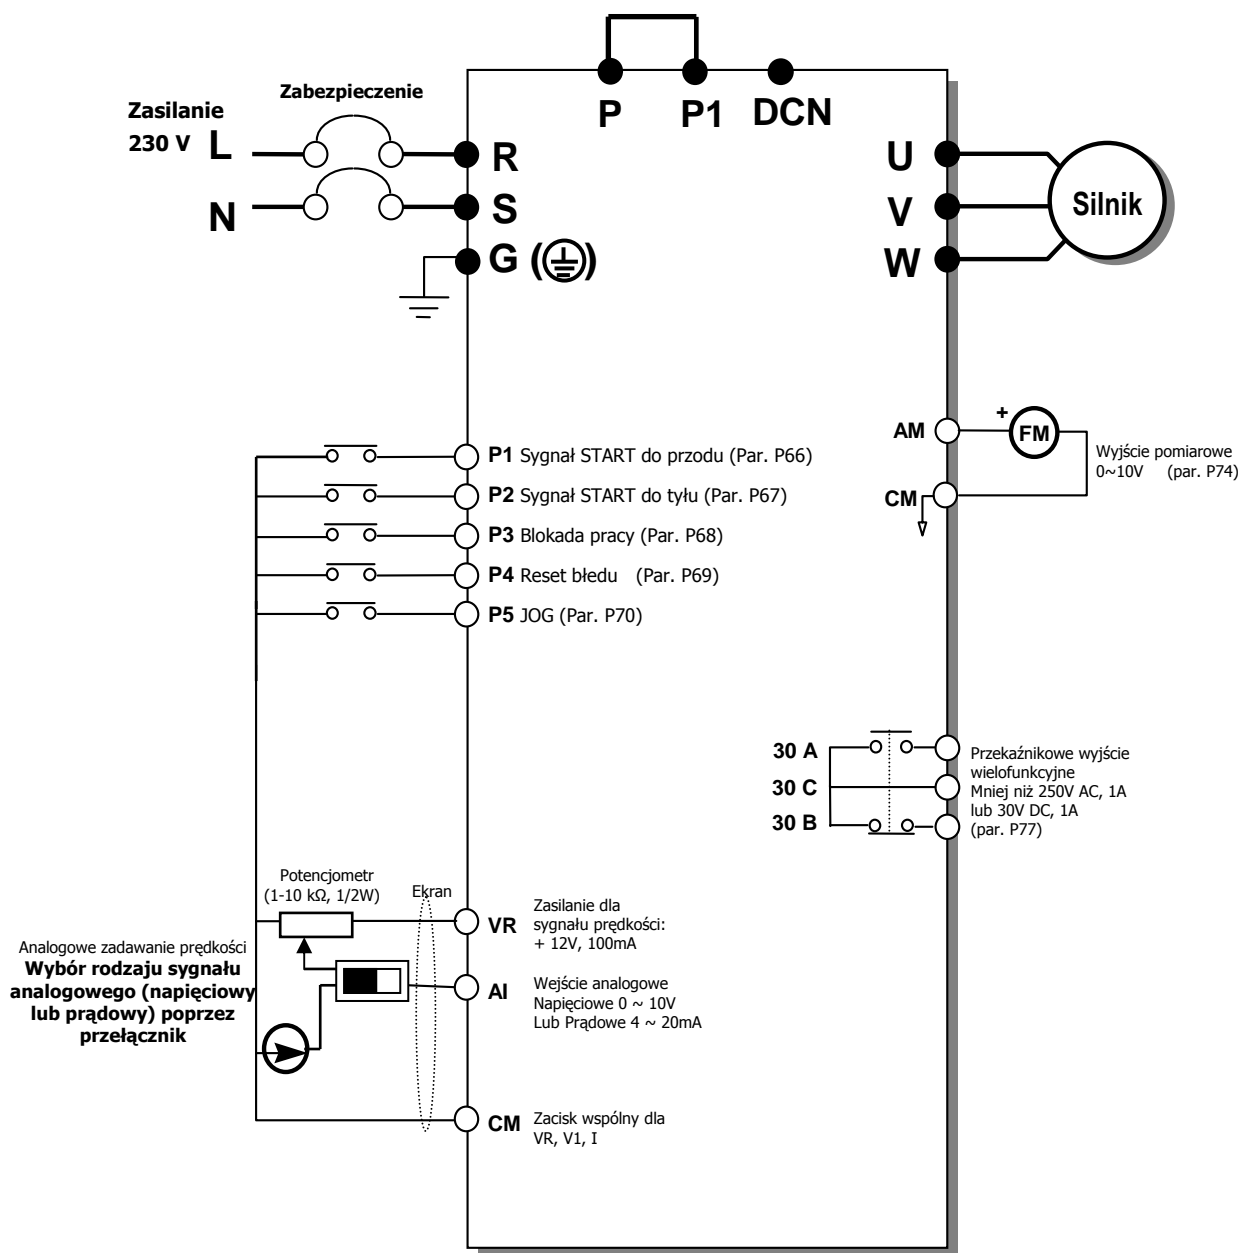 P P1 DCN
Zabezpieczenie
Zasilanie
230 V L
R
U
N
S
V
Silnik
G
W
AM
+
FM
Wyjście pomiarowe
0~10V (par. P74)
CM
P1 Sygnał START do przodu (Par. P66)
P2 Sygnał START do tyłu (Par. P67)
P3 Blokada pracy (Par. P68)
P4 Reset błedu (Par. P69)
P5 JOG (Par. P70)
30 A
30 C
30 B
Przekaźnikowe wyjście
wielofunkcyjne
Mniej niż 250V AC, 1A
lub 30V DC, 1A
(par. P77)
Potencjometr
(1-10 kΩ, 1/2W)
Ekran
VR
Zasilanie dla
sygnału prędkości:
+ 12V, 100mA
Analogowe zadawanie prędkości
Wybór rodzaju sygnału
analogowego (napięciowy
lub prądowy) poprzez
przełącznik
AI
Wejście analogowe
Napięciowe 0 ~ 10V
Lub Prądowe 4 ~ 20mA
CM
Zacisk wspólny dla
VR, V1, I